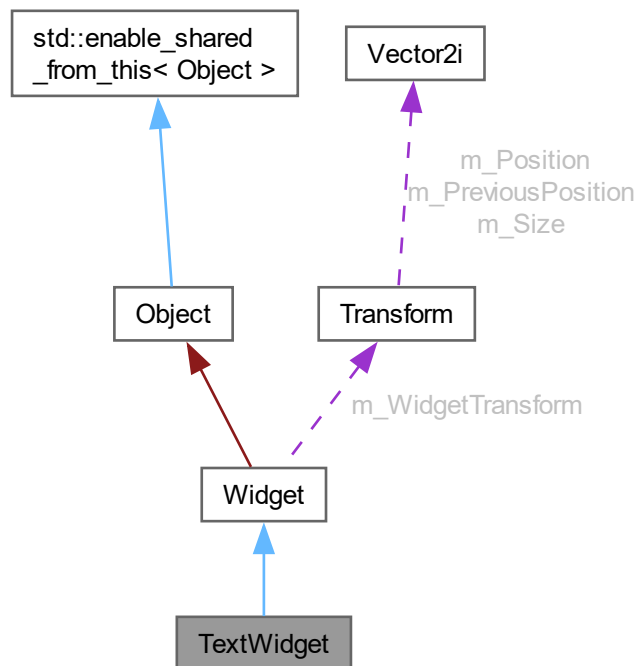 std::enable_shared
_from_this< Object >
Vector2i
m_Position
m_PreviousPosition
m_Size
Object
Transform
m_WidgetTransform
Widget
TextWidget